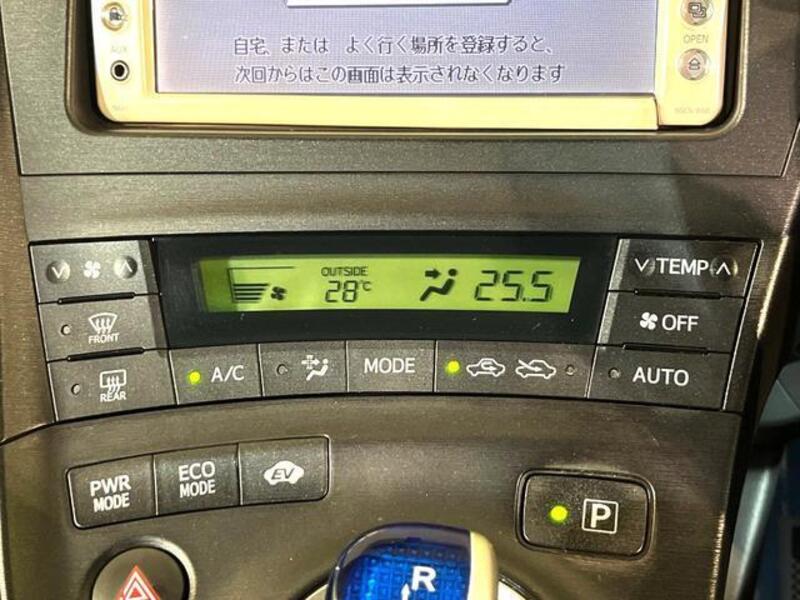 AUX
OPEN
自宅、または よく行く場所を登録すると、
次回からはこの画面は表示されなくなります
OUTSIDE
28℃
25.5
TEMP
FRONT
OFF
REAR
A/C
MODE
AUTO
PWR
MODE
ECO
MODE
EV
P
R